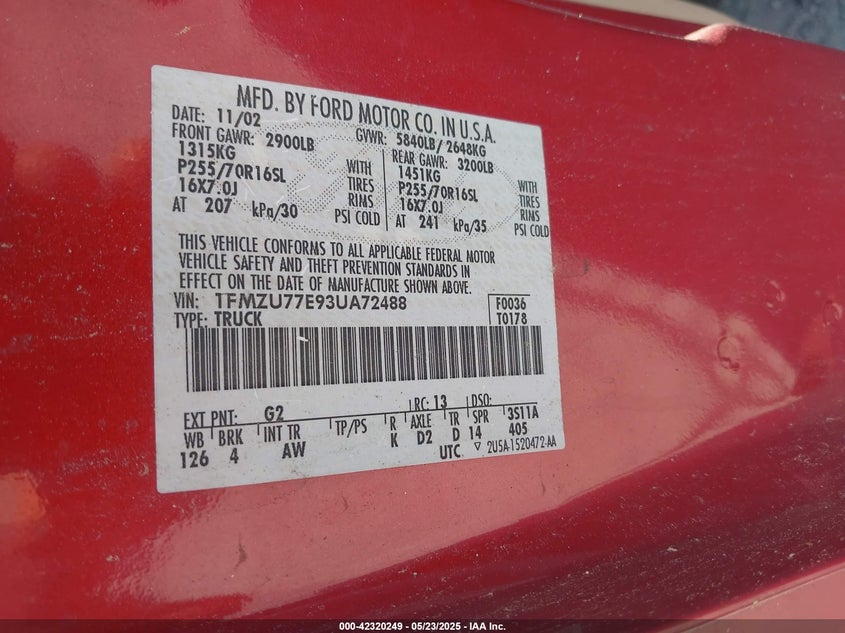 MFD. BY FORD MOTOR CO. IN U.S.A.
DATE: 11/02 GVWR: 5840LB/ 2648KG
FRONT GAWR: 2900LB REAR GAWR: 3200LB
1315KG WITH 1451KG WITH
P255/70R16SL TIRES P255/70R16SL TIRES
16X7.0J RIMS 16X7.0J RIMS
AT 207 kPa/30 PSI COLD AT 241 kPa/35 PSI COLD
THIS VEHICLE CONFORMS TO ALL APPLICABLE FEDERAL MOTOR
VEHICLE SAFETY AND THEFT PREVENTION STANDARDS IN
EFFECT ON THE DATE OF MANUFACTURE SHOWN ABOVE.
VIN: 1FMZU77E93UA72488 F0036
TYPE: TRUCK T0178
EXT PNT: G2 RC: 13 DSO:
WB BRK INT TR TP/PS R AXLE TR SPR 3S11A
126 4 AW K D2 D 14 405
UTC ▽ 2U5A-1520472-AA
000-42320249 - 05/23/2025 - IAA Inc.